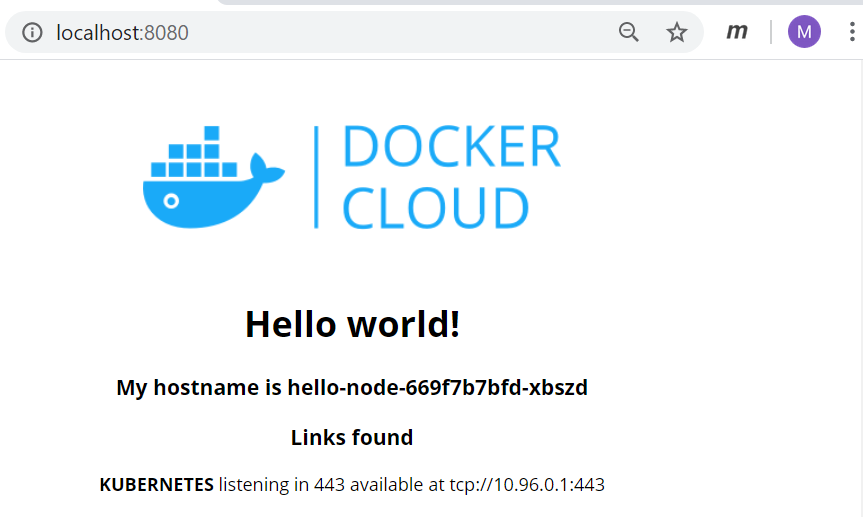 localhost:8080
m
M
DOCKER
CLOUD
Hello world!
My hostname is hello-node-669f7b7bfd-xbszd
Links found
KUBERNETES listening in 443 available at tcp://10.96.0.1:443